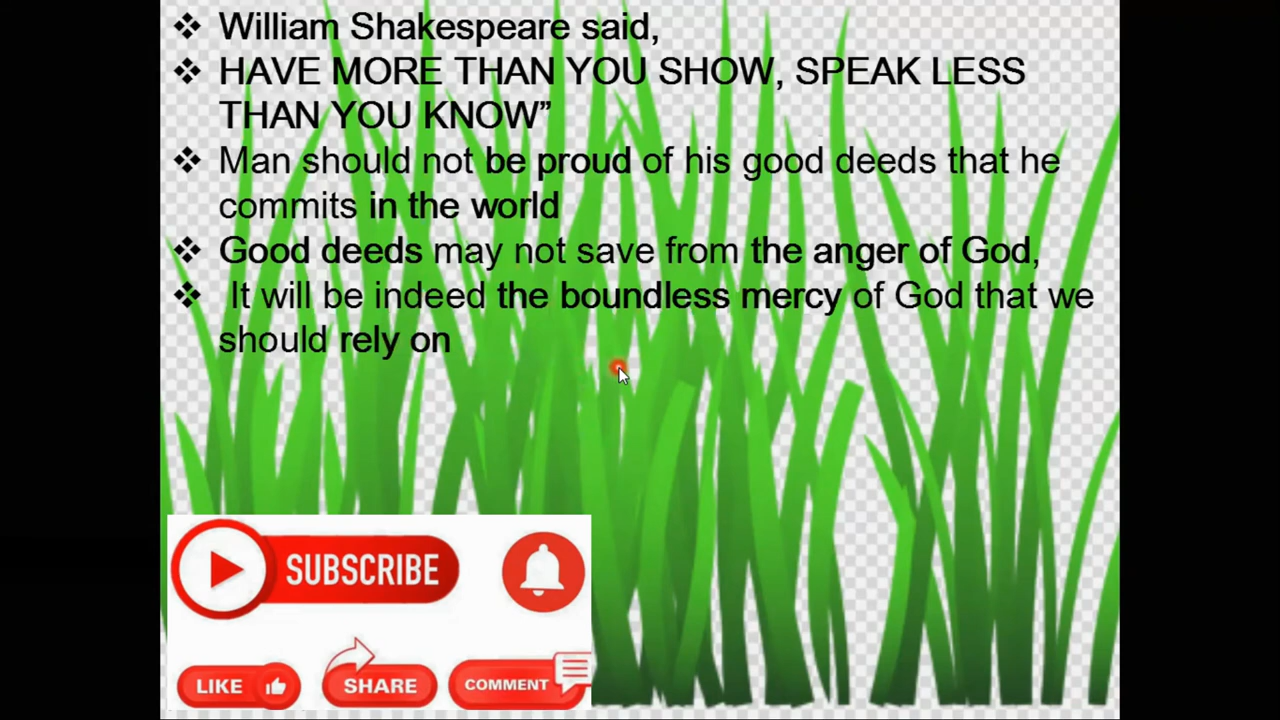 ❖ William Shakespeare said,
❖ HAVE MORE THAN YOU SHOW, SPEAK LESS
THAN YOU KNOW”
❖ Man should not be proud of his good deeds that he
commits in the world
❖ Good deeds may not save from the anger of God,
❖ It will be indeed the boundless mercy of God that we
should rely on
SUBSCRIBE
LIKE SHARE COMMENT